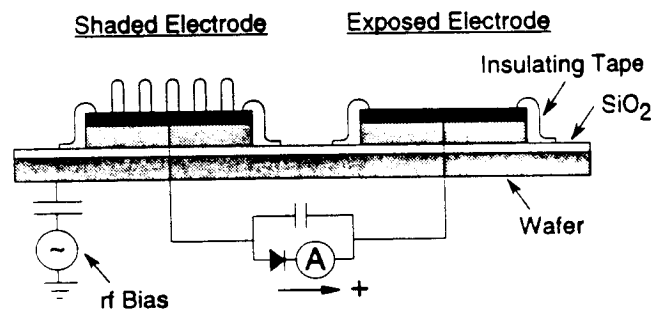 Shaded Electrode
Exposed Electrode
Insulating Tape
SiO₂
Wafer
~
A
+
rf Bias